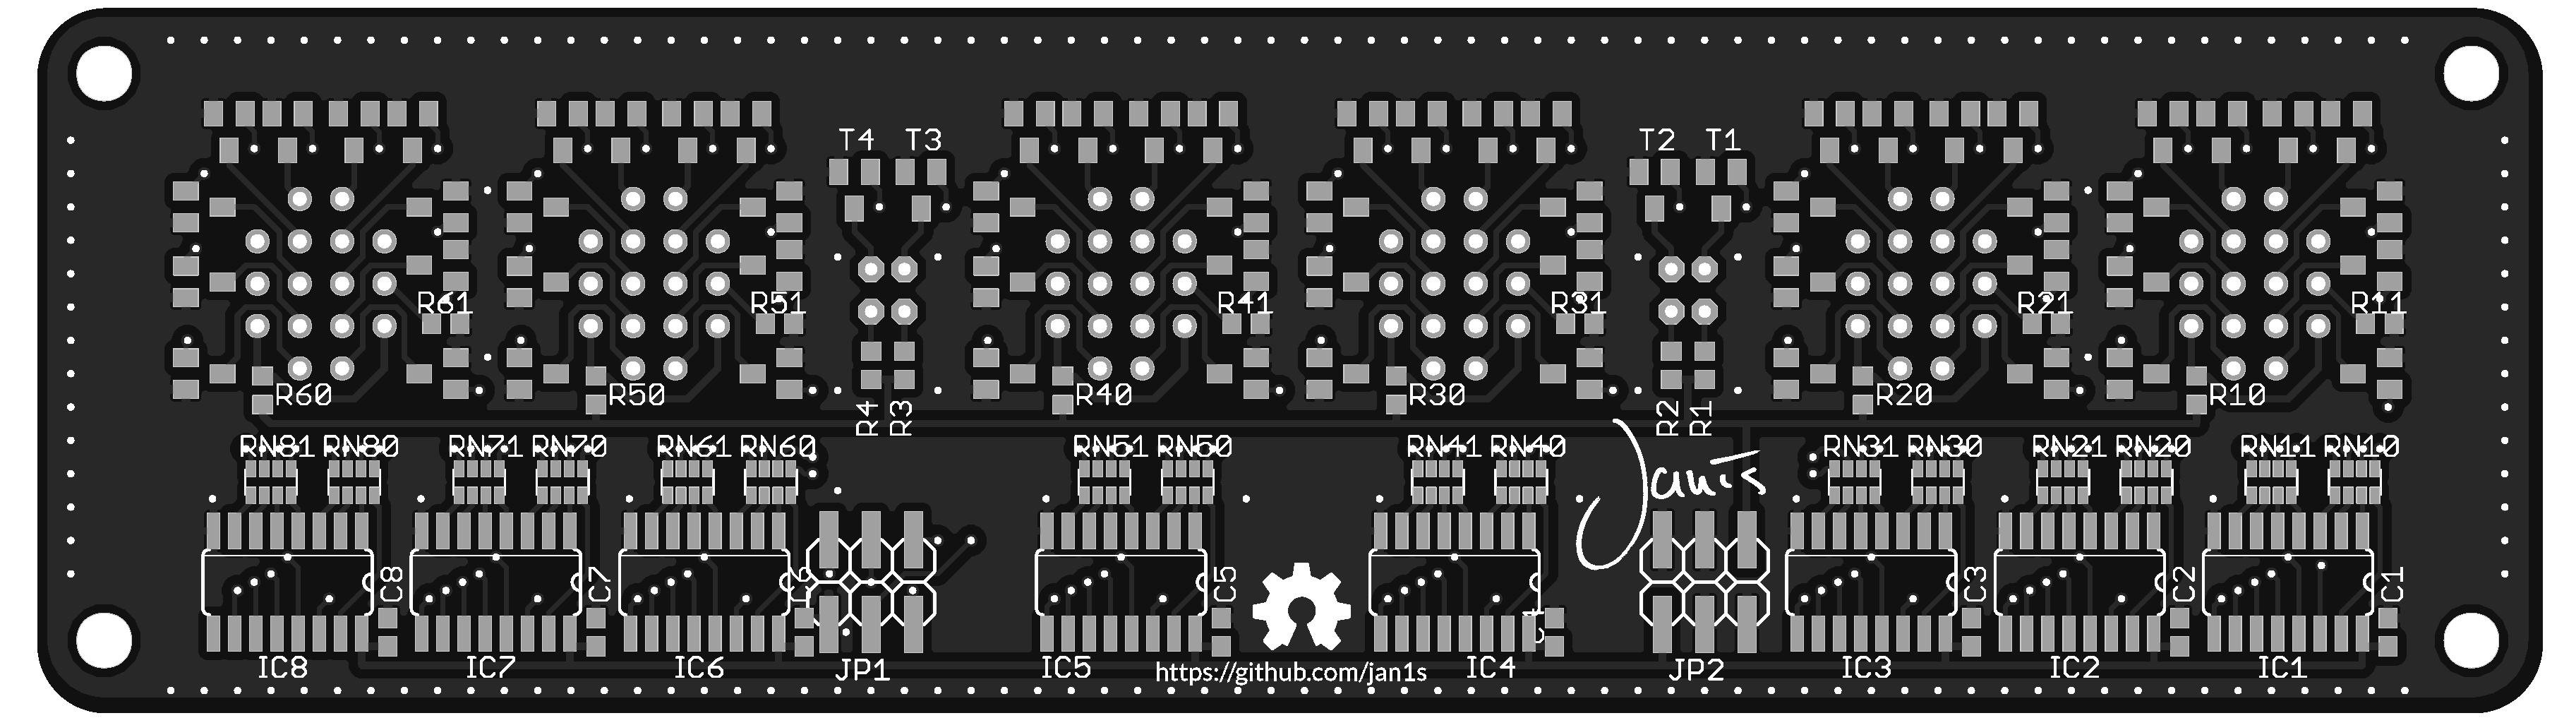 T4 T3 T2 T1
R61 R51 R41 R31 R21 R11
R60 R50 R40 R30 R20 R10
R4 R3 R2 R1
RN81 RN80 RN71 RN70 RN61 RN60 RN51 RN50 RN41 RN40 RN31 RN30 RN21 RN20 RN11 RN10
Janis
C8 C7 C6 C5 C4 C3 C2 C1
IC8 IC7 IC6 JP1 IC5 https://github.com/jan1s IC4 JP2 IC3 IC2 IC1